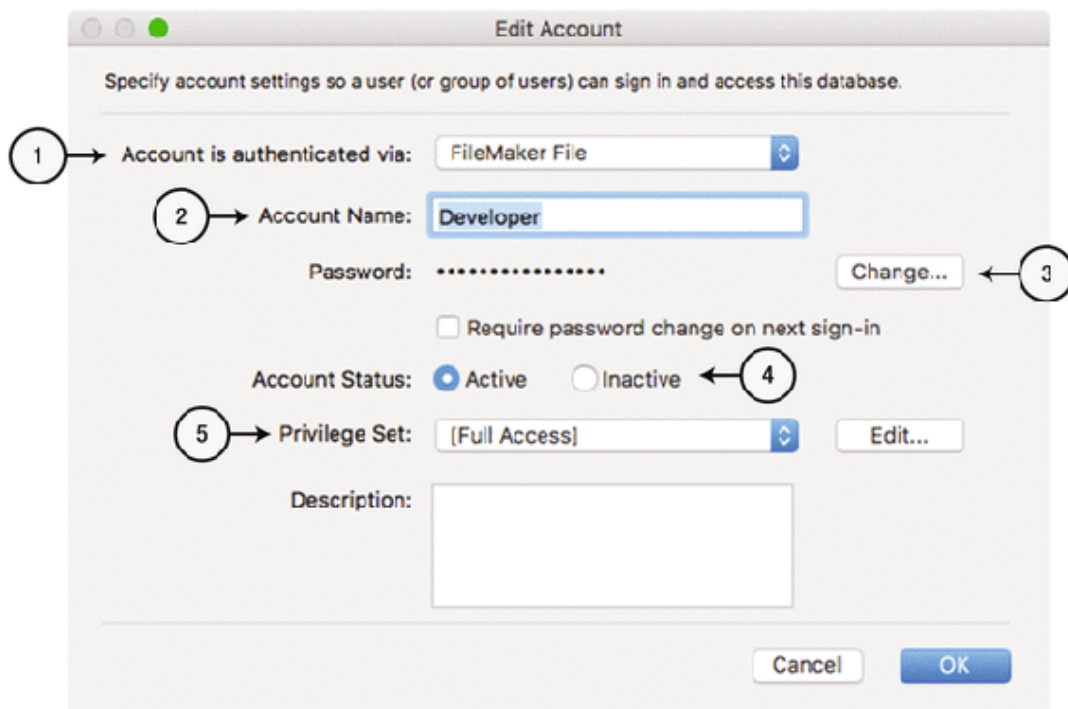 Edit Account
Specify account settings so a user (or group of users) can sign in and access this database.
1 Account is authenticated via: FileMaker File
2 Account Name: Developer
Password: •••••••••••••••• Change... 3
Require password change on next sign-in
Account Status: Active Inactive 4
5 Privilege Set: [Full Access] Edit...
Description:
Cancel OK